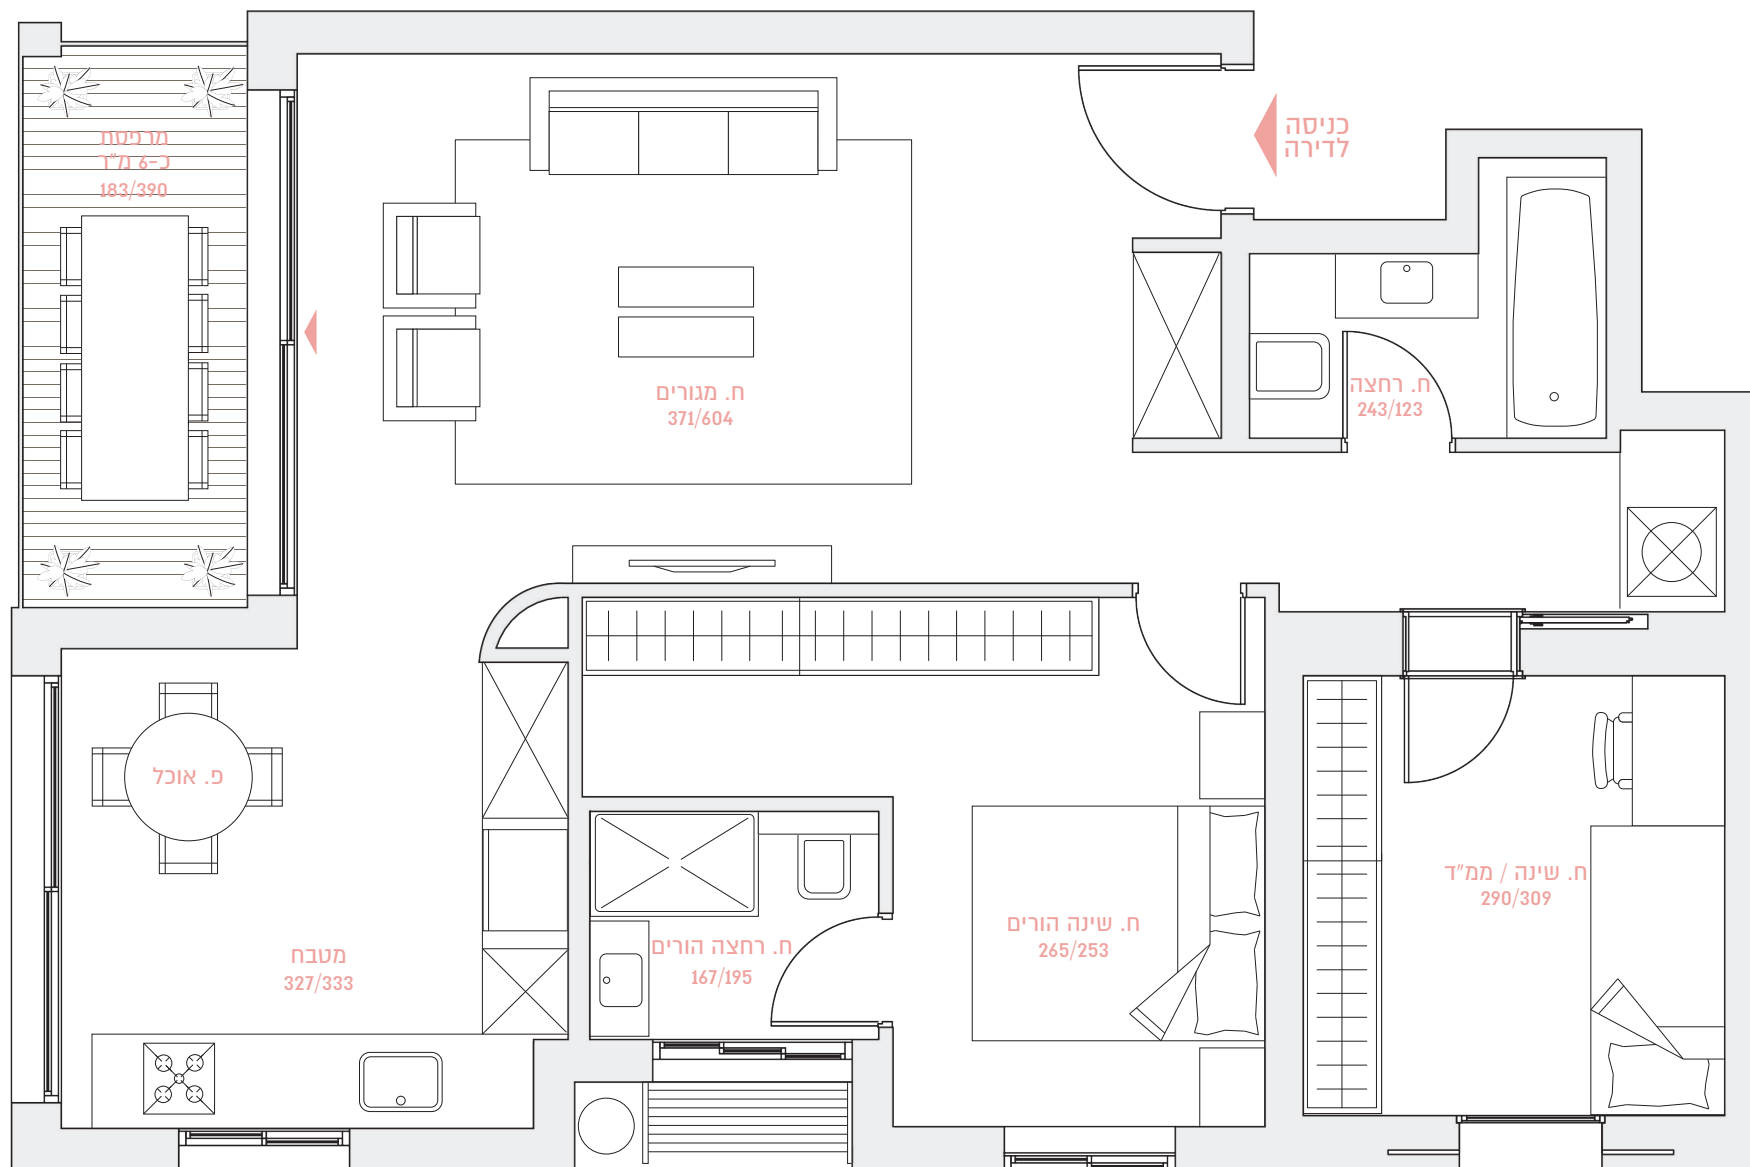 כניסה
לדירה
מרפסת
כ-6 מ"ר
183/390
ח. מגורים
371/604
ח. רחצה
243/123
פ. אוכל
מטבח
327/333
ח. רחצה הורים
167/195
ח. שינה הורים
265/253
ח. שינה / ממ"ד
290/309